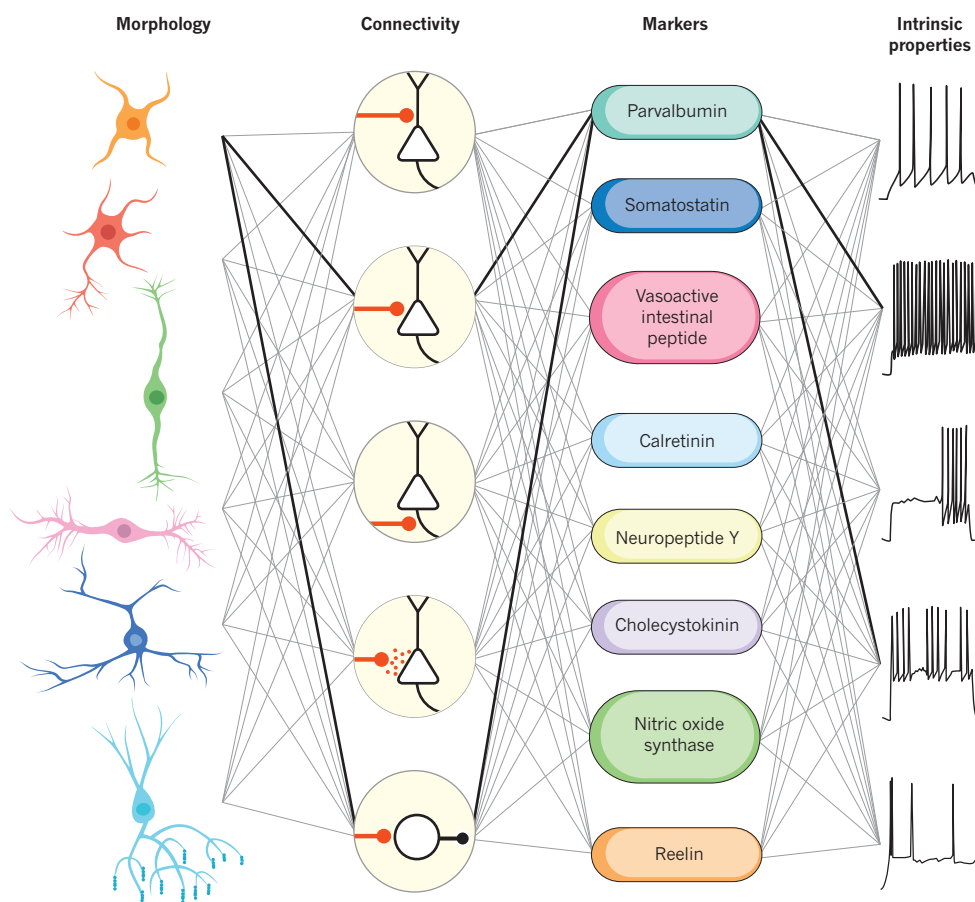 Morphology
Connectivity
Markers
Intrinsic
properties
Parvalbumin
Somatostatin
Vasoactive
intestinal
peptide
Calretinin
Neuropeptide Y
Cholecystokinin
Nitric oxide
synthase
Reelin